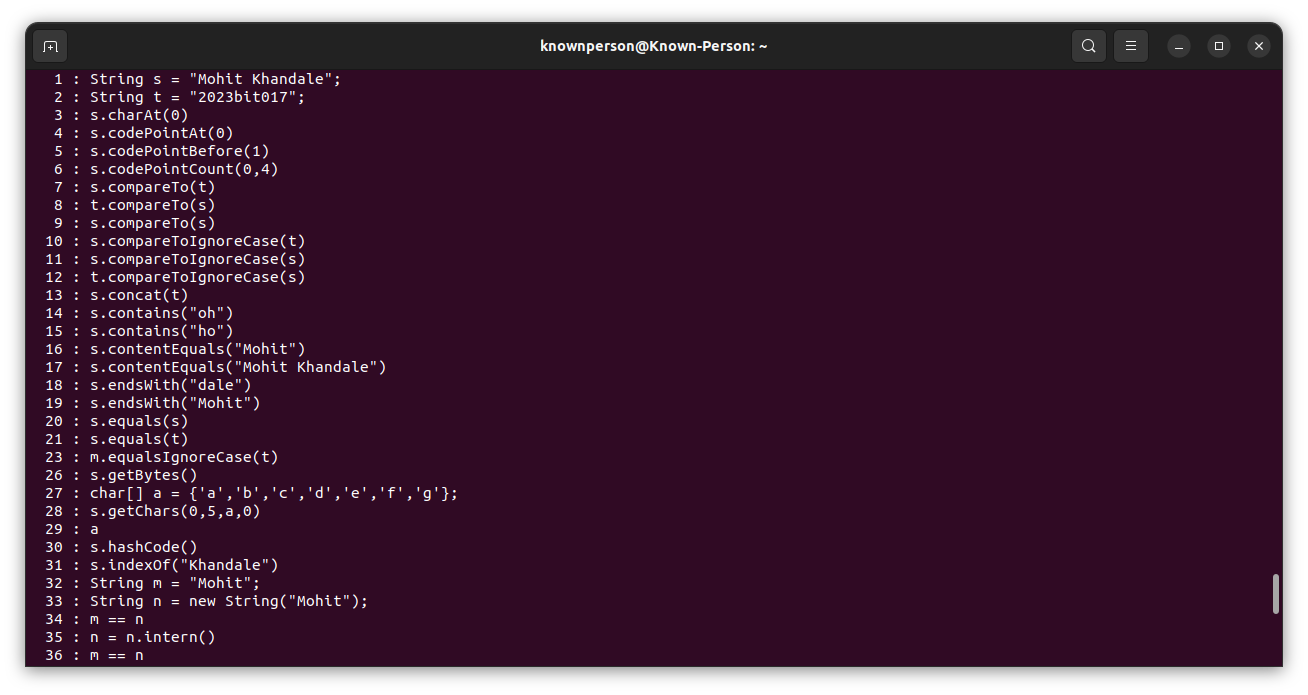 knownperson@Known-Person: ~
1 : String s = "Mohit Khandale";
2 : String t = "2023bit017";
3 : s.charAt(0)
4 : s.codePointAt(0)
5 : s.codePointBefore(1)
6 : s.codePointCount(0,4)
7 : s.compareTo(t)
8 : t.compareTo(s)
9 : s.compareTo(s)
10 : s.compareToIgnoreCase(t)
11 : s.compareToIgnoreCase(s)
12 : t.compareToIgnoreCase(s)
13 : s.concat(t)
14 : s.contains("oh")
15 : s.contains("ho")
16 : s.contentEquals("Mohit")
17 : s.contentEquals("Mohit Khandale")
18 : s.endsWith("dale")
19 : s.endsWith("Mohit")
20 : s.equals(s)
21 : s.equals(t)
23 : m.equalsIgnoreCase(t)
26 : s.getBytes()
27 : char[] a = {'a','b','c','d','e','f','g'};
28 : s.getChars(0,5,a,0)
29 : a
30 : s.hashCode()
31 : s.indexOf("Khandale")
32 : String m = "Mohit";
33 : String n = new String("Mohit");
34 : m == n
35 : n = n.intern()
36 : m == n